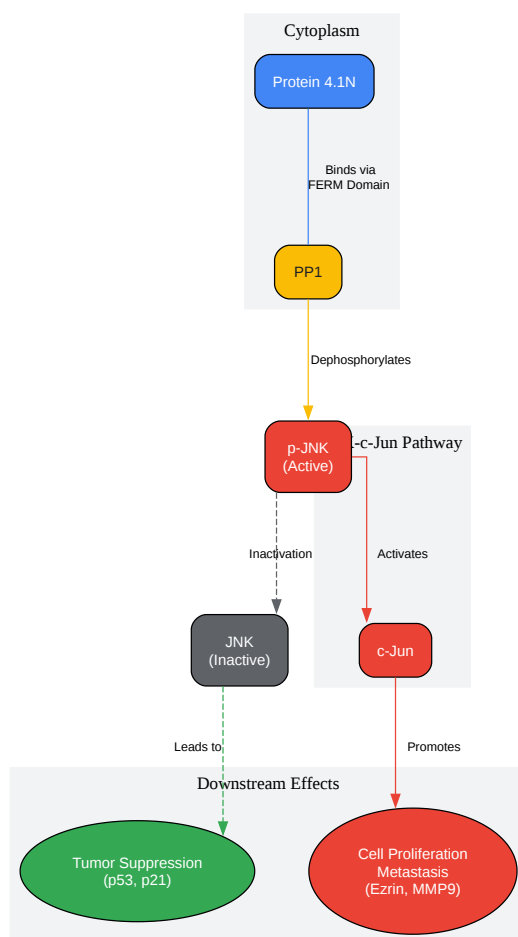 Cytoplasm
Protein 4.1N
Binds via
FERM Domain
PP1
Dephosphorylates
-c-Jun Pathway
p-JNK
(Active)
Inactivation
Activates
JNK
(Inactive)
c-Jun
Leads to
Promotes
Downstream Effects
Tumor Suppression
(p53, p21)
Cell Proliferation
Metastasis
(Ezrin, MMP9)